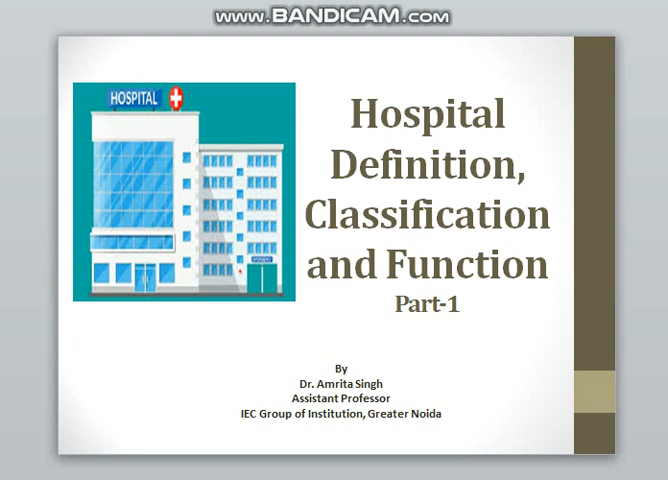 www.BANDICAM.com
HOSPITAL
Hospital
Definition,
Classification
and Function
Part-1
By
Dr. Amrita Singh
Assistant Professor
IEC Group of Institution, Greater Noida